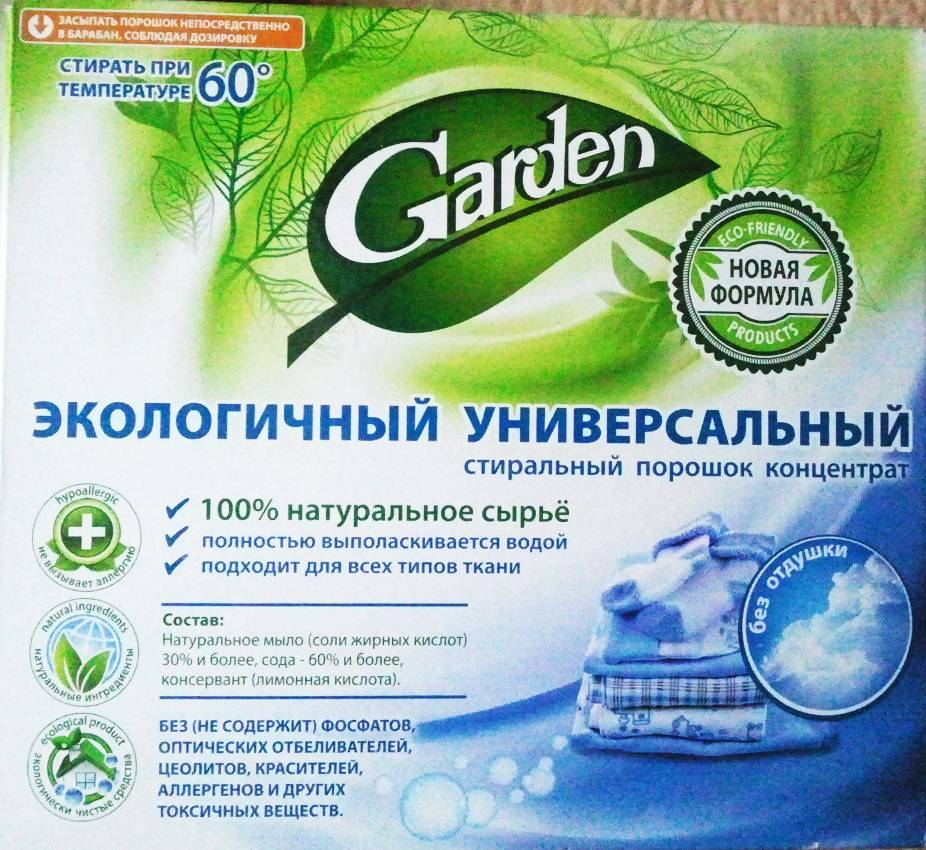 ЗАСЫПАТЬ ПОРОШОК НЕПОСРЕДСТВЕННО
В БАРАБАН, СОБЛЮДАЯ ДОЗИРОВКУ
СТИРАТЬ ПРИ
ТЕМПЕРАТУРЕ 60°
Garden
ECO-FRIENDLY
НОВАЯ
ФОРМУЛА
PRODUCTS
ЭКОЛОГИЧНЫЙ УНИВЕРСАЛЬНЫЙ
стиральный порошок концентрат
hypoallergic
не вызывает аллергию
100% натуральное сырьё
полностью выполаскивается водой
подходит для всех типов ткани
без отдушки
natural ingredients
натуральные ингредиенты
Состав:
Натуральное мыло (соли жирных кислот)
30% и более, сода - 60% и более,
консервант (лимонная кислота).
ecological product
экологически чистые средства
БЕЗ (НЕ СОДЕРЖИТ) ФОСФАТОВ,
ОПТИЧЕСКИХ ОТБЕЛИВАТЕЛЕЙ,
ЦЕОЛИТОВ, КРАСИТЕЛЕЙ,
АЛЛЕРГЕНОВ И ДРУГИХ
ТОКСИЧНЫХ ВЕЩЕСТВ.